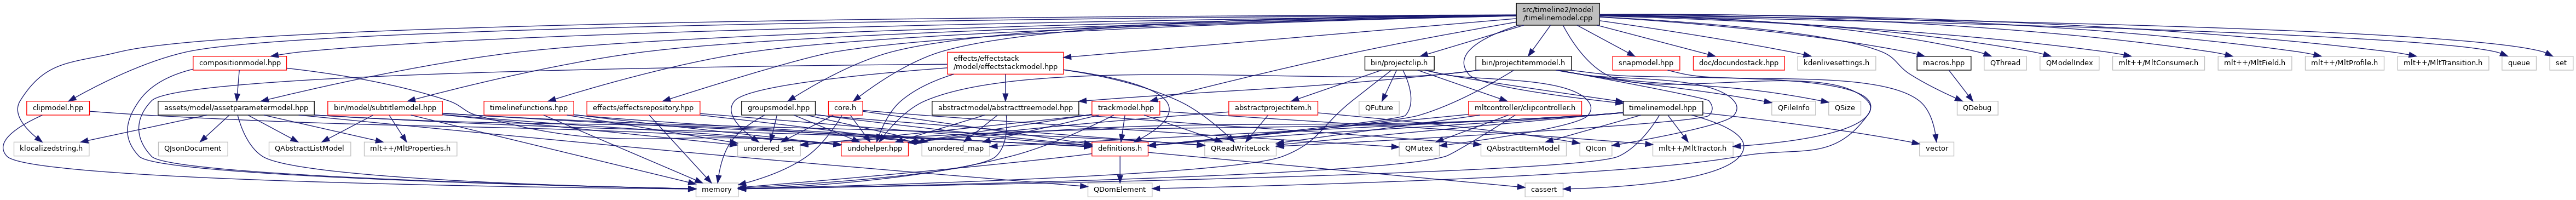 src/timeline2/model
/timelinemodel.cpp
compositionmodel.hpp
effects/effectstack
/model/effectstackmodel.hpp
bin/projectclip.h
bin/projectitemmodel.h
snapmodel.hpp
doc/docundostack.hpp
kdenlivesettings.h
macros.hpp
QThread
QModelIndex
mlt++/MltConsumer.h
mlt++/MltField.h
mlt++/MltProfile.h
mlt++/MltTransition.h
queue
set
clipmodel.hpp
assets/model/assetparametermodel.hpp
bin/model/subtitlemodel.hpp
timelinefunctions.hpp
effects/effectsrepository.hpp
groupsmodel.hpp
core.h
abstractmodel/abstracttreemodel.hpp
trackmodel.hpp
abstractprojectitem.h
QFuture
mltcontroller/clipcontroller.h
timelinemodel.hpp
QFileInfo
QSize
QDebug
klocalizedstring.h
QJsonDocument
QAbstractListModel
mlt++/MltProperties.h
unordered_set
undohelper.hpp
unordered_map
definitions.h
QReadWriteLock
QMutex
QAbstractItemModel
QIcon
mlt++/MltTractor.h
vector
memory
QDomElement
cassert